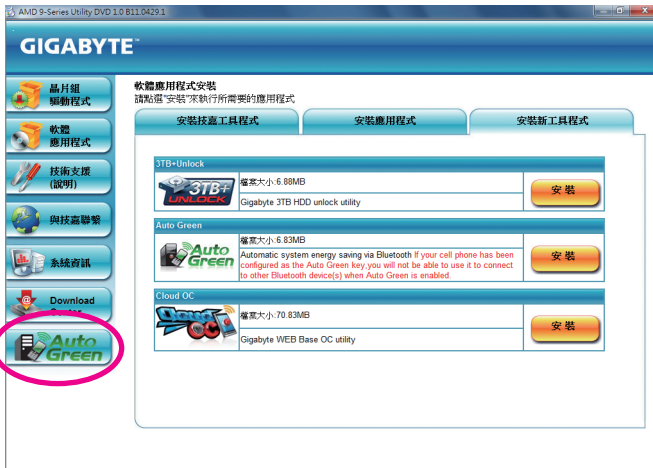 AMD 9-Series Utility DVD 1.0 B11.0429.1
GIGABYTE™
晶片組
驅動程式
軟體
應用程式
技術支援
(說明)
與技嘉聯繫
系統資訊
Download
Center
Auto
Green
軟體應用程式安裝
請點選"安裝"來執行所需要的應用程式
安裝技嘉工具程式
安裝應用程式
安裝新工具程式
3TB+Unlock
3TB+
UNLOCK
檔案大小:6.88MB
Gigabyte 3TB HDD unlock utility
安裝
Auto Green
Auto
Green
檔案大小:6.83MB
Automatic system energy saving via Bluetooth If your cell phone has been
configured as the Auto Green key,you will not be able to use it to connect
to other Bluetooth device(s) when Auto Green is enabled.
安裝
Cloud OC
Cloud
OC
檔案大小:70.83MB
Gigabyte WEB Base OC utility
安裝